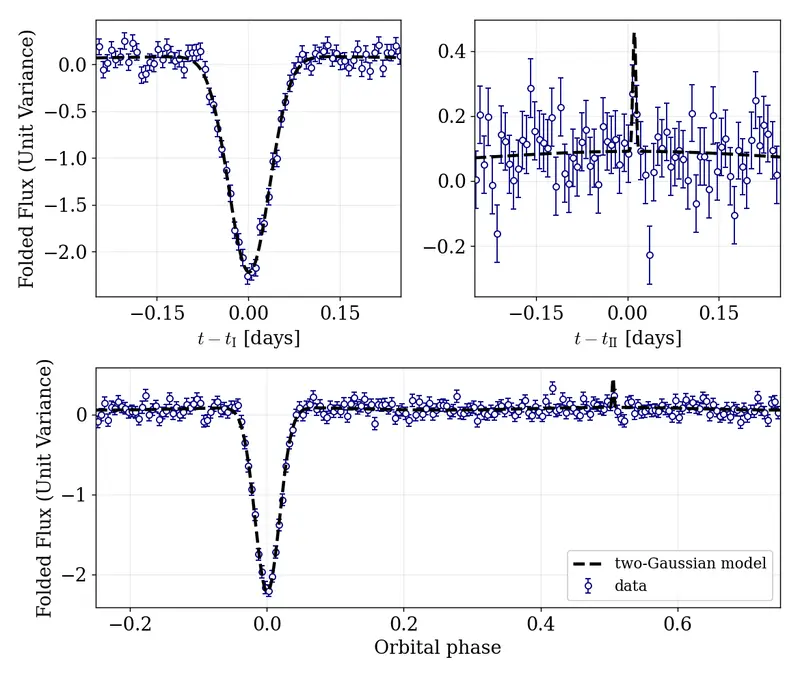 Folded Flux (Unit Variance)
0.0
−0.5
−1.0
−1.5
−2.0
−0.15 0.00 0.15
t − tI [days]
0.4
0.2
0.0
−0.2
−0.15 0.00 0.15
t − tII [days]
Folded Flux (Unit Variance)
0
−1
−2
−0.2 0.0 0.2 0.4 0.6
Orbital phase
two-Gaussian model
data